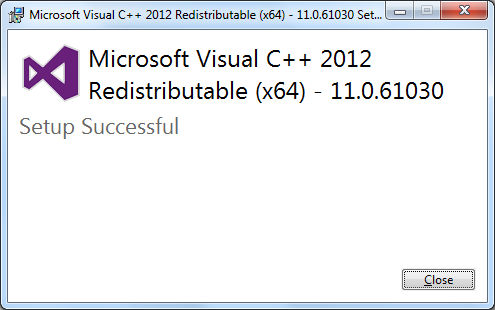 Microsoft Visual C++ 2012 Redistributable (x64) - 11.0.61030 Set...
Microsoft Visual C++ 2012
Redistributable (x64) - 11.0.61030
Setup Successful
Close